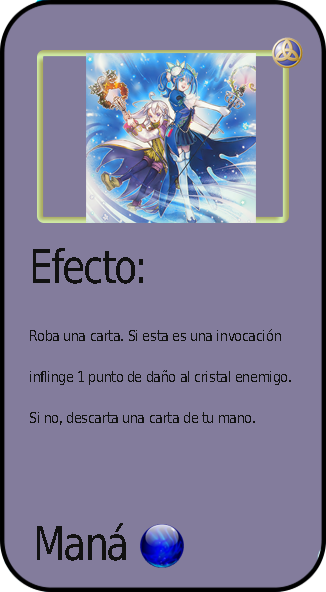 Efecto:
Roba una carta. Si esta es una invocación
inflinge 1 punto de daño al cristal enemigo.
Si no, descarta una carta de tu mano.
Maná